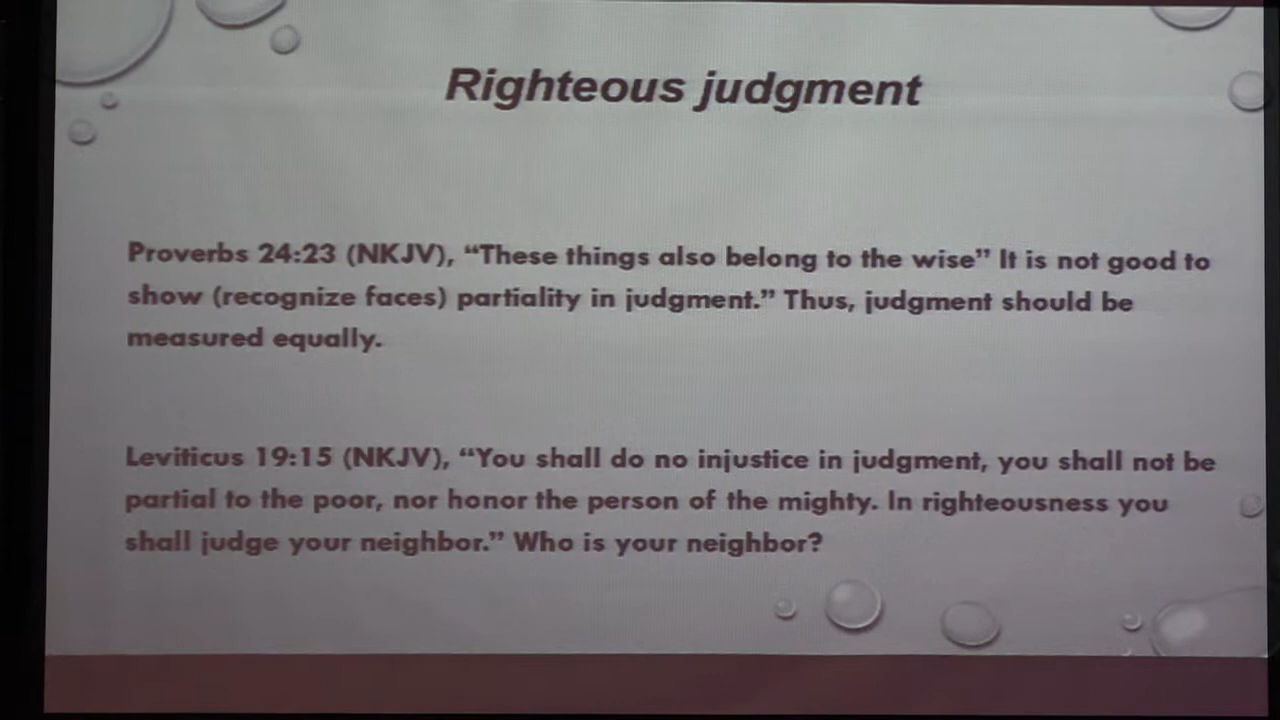 Righteous judgment
Proverbs 24:23 (NKJV), “These things also belong to the wise” It is not good to
show (recognize faces) partiality in judgment.” Thus, judgment should be
measured equally.
Leviticus 19:15 (NKJV), “You shall do no injustice in judgment, you shall not be
partial to the poor, nor honor the person of the mighty. In righteousness you
shall judge your neighbor.” Who is your neighbor?